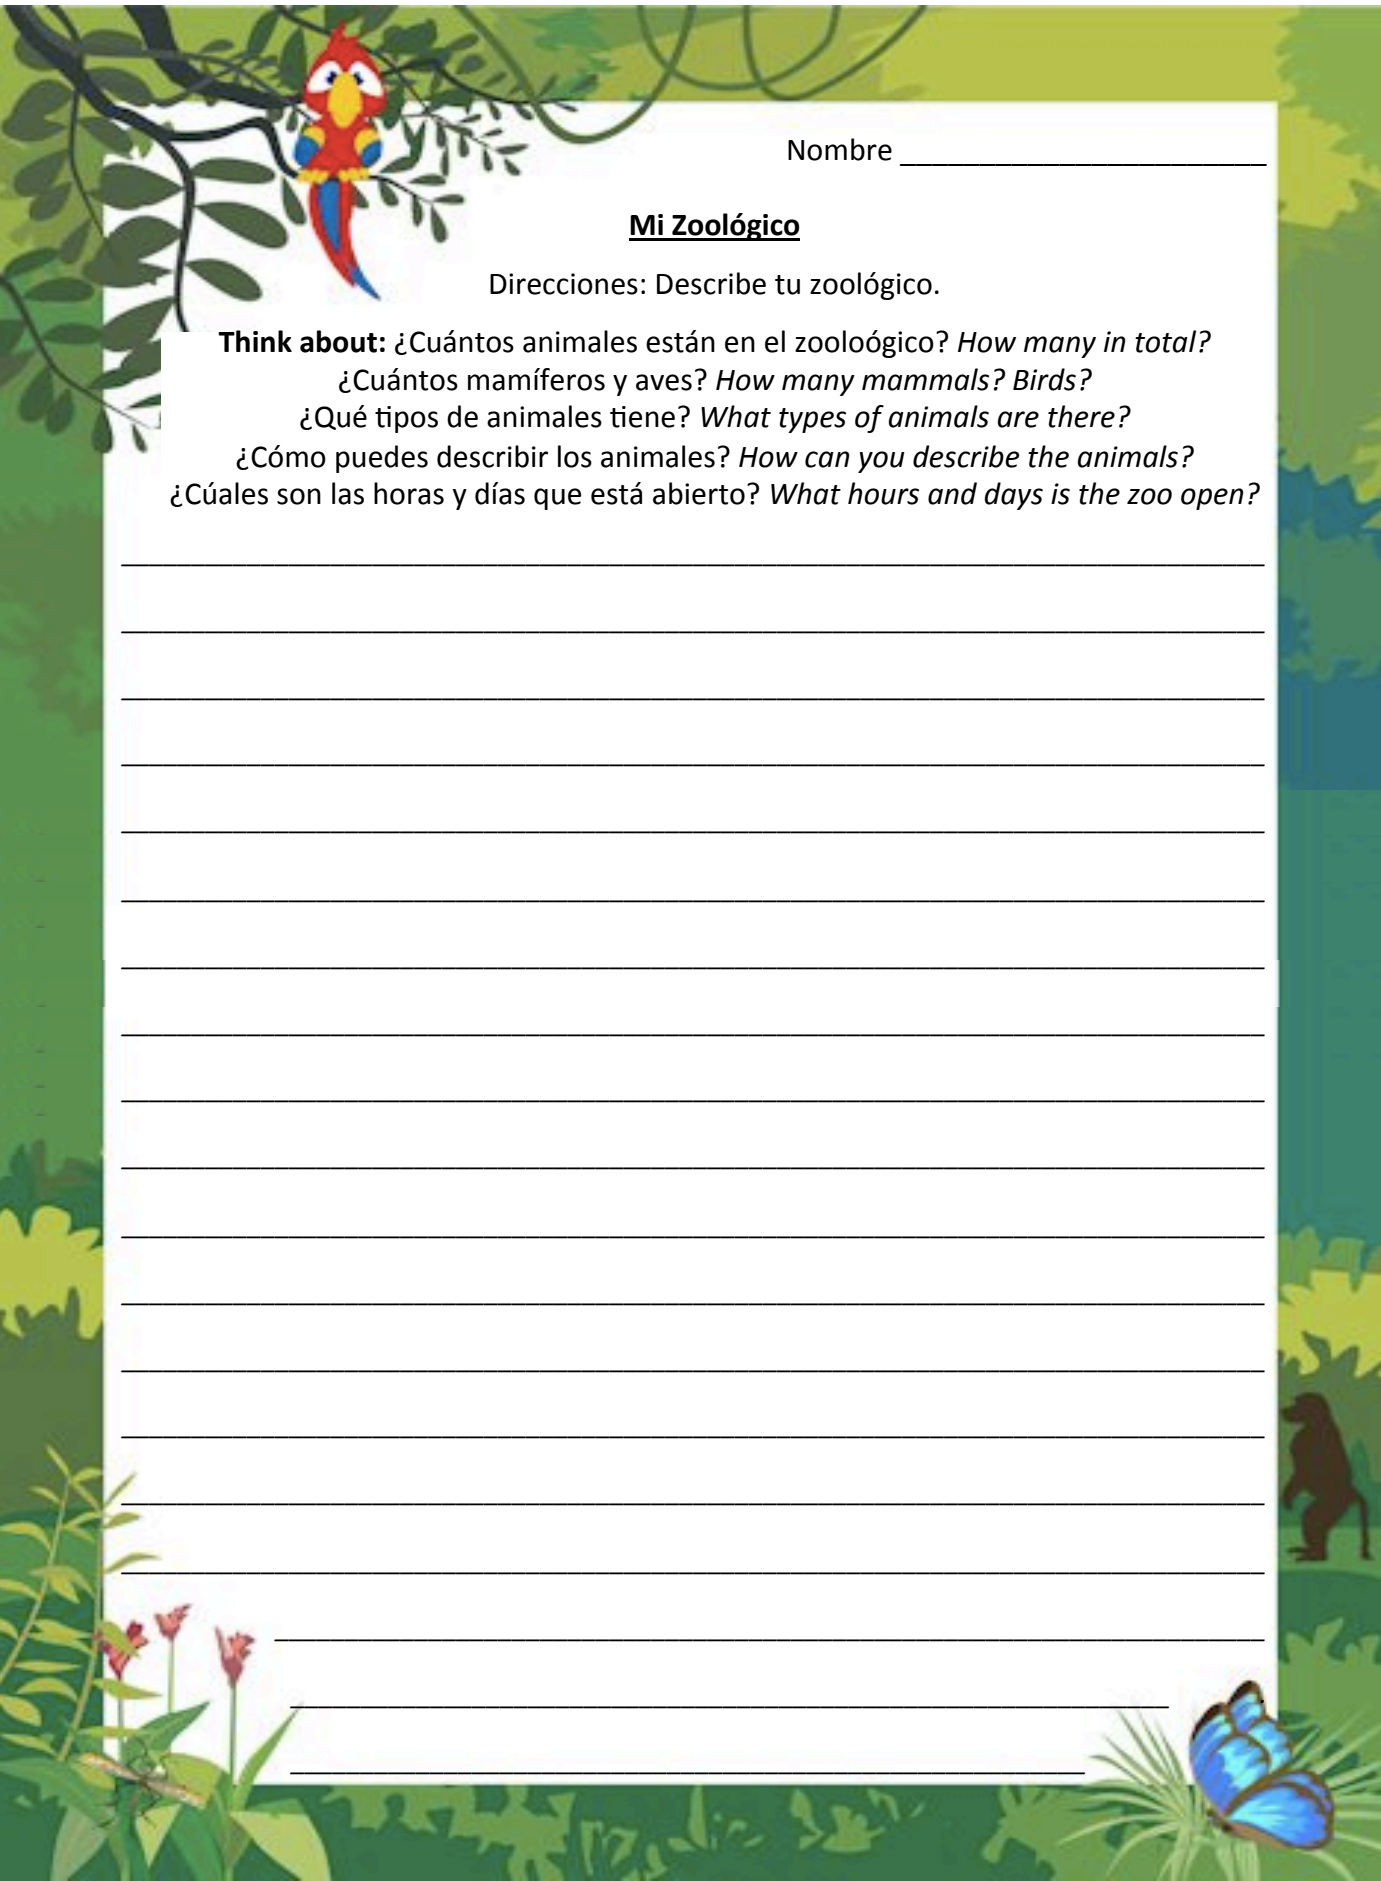 Nombre ________________________
Mi Zoológico
Direcciones: Describe tu zoológico.
Think about: ¿Cuántos animales están en el zooloógico? How many in total?
¿Cuántos mamíferos y aves? How many mammals? Birds?
¿Qué tipos de animales tiene? What types of animals are there?
¿Cómo puedes describir los animales? How can you describe the animals?
¿Cúales son las horas y días que está abierto? What hours and days is the zoo open?